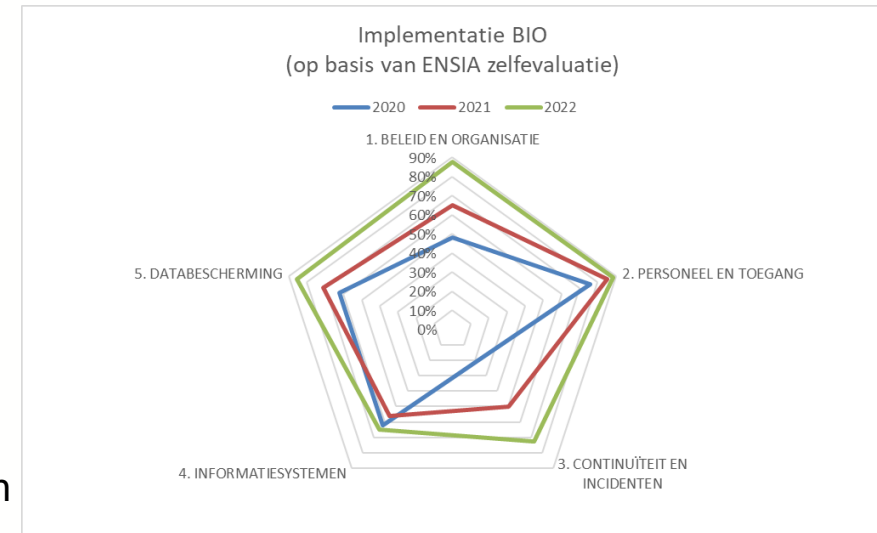 Implementatie BIO
(op basis van ENSIA zelfevaluatie)
2020 2021 2022
1. BELEID EN ORGANISATIE
90%
80%
70%
60%
50%
40%
30%
20%
10%
0%
5. DATABESCHERMING
2. PERSONEEL EN TOEGANG
3. CONTINUÏTEIT EN
INCIDENTEN
4. INFORMATIESYSTEMEN
n